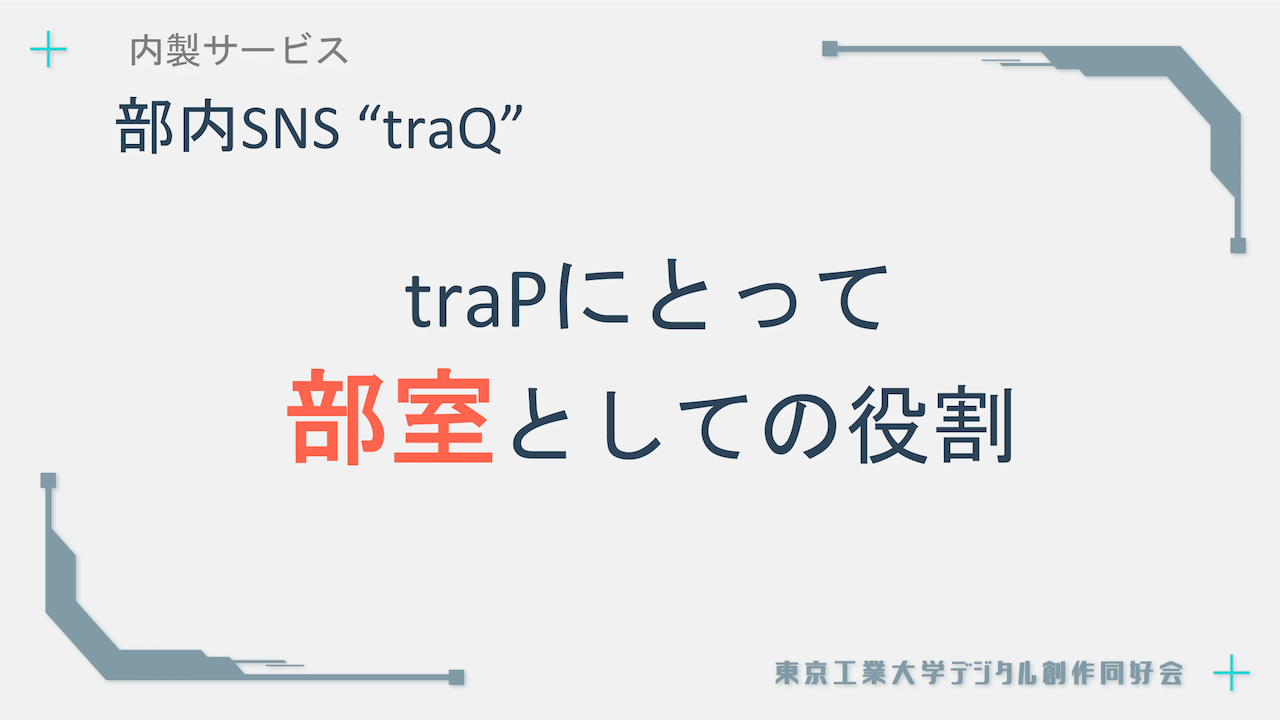 内製サービス
部内SNS “traQ”
traPにとって
部室としての役割
東京工業大学デジタル創作同好会